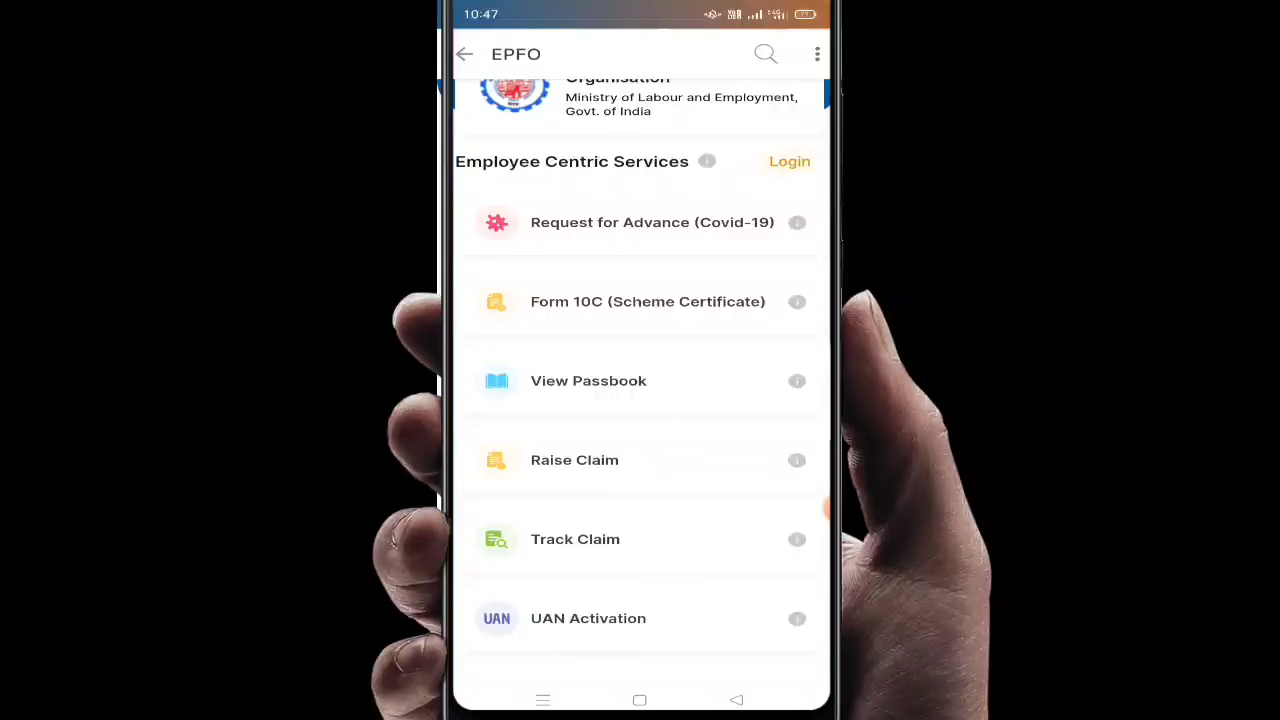 10:47
EPFO
Organisation
Ministry of Labour and Employment,
Govt. of India
Employee Centric Services
Login
Request for Advance (Covid-19)
Form 10C (Scheme Certificate)
View Passbook
Raise Claim
Track Claim
UAN UAN Activation